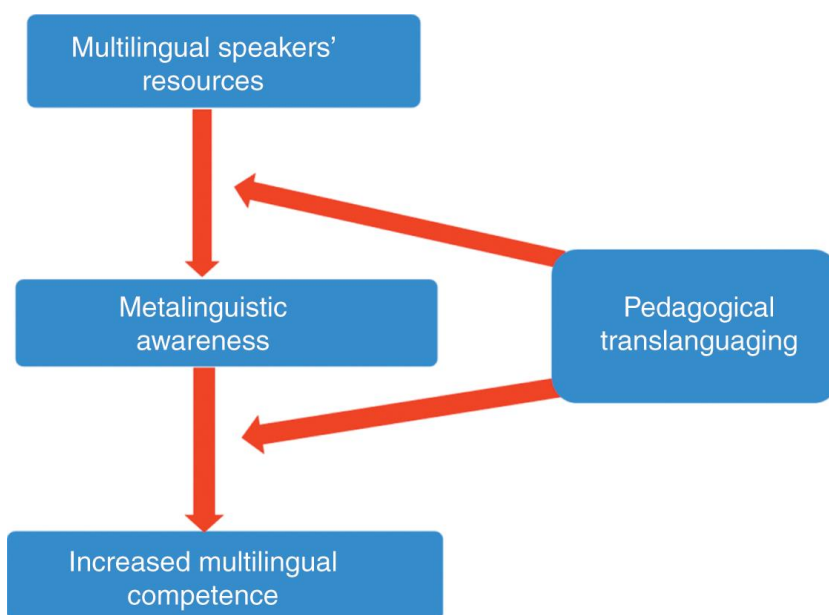 Multilingual speakers’
resources
Metalinguistic
awareness
Pedagogical
translanguaging
Increased multilingual
competence